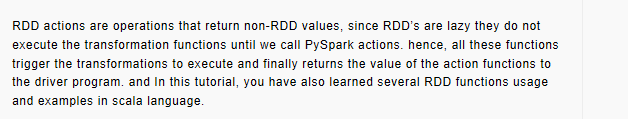 RDD actions are operations that return non-RDD values, since RDD's are lazy they do not
execute the transformation functions until we call PySpark actions. hence, all these functions
trigger the transformations to execute and finally returns the value of the action functions to
the driver program. and In this tutorial, you have also learned several RDD functions usage
and examples in scala language.